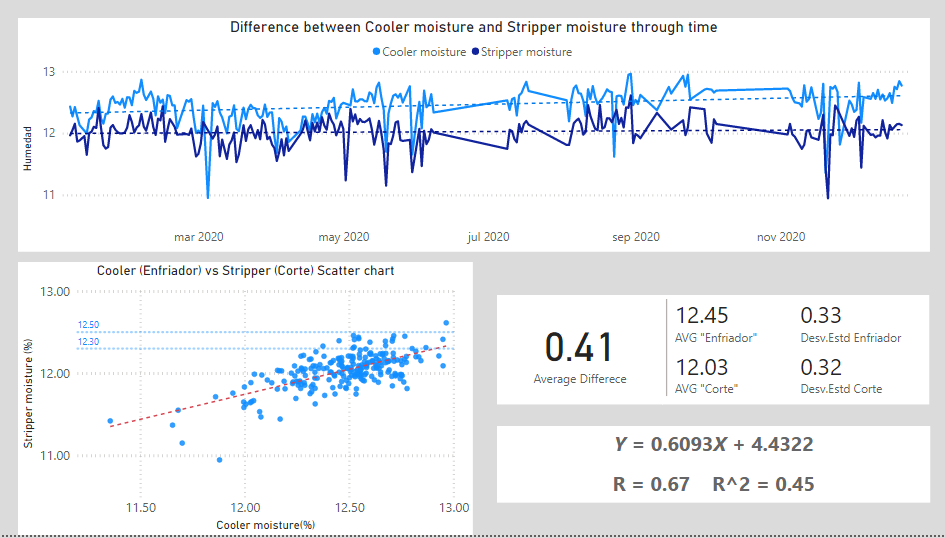 Difference between Cooler moisture and Stripper moisture through time
Cooler moisture Stripper moisture
13
12
11
Humedad
mar 2020 may 2020 jul 2020 sep 2020 nov 2020
Cooler (Enfriador) vs Stripper (Corte) Scatter chart
13.00
12.50
12.30
12.00
11.00
Stripper moisture (%)
11.50 12.00 12.50 13.00
Cooler moisture(%)
0.41
Average Differece
12.45
AVG "Enfriador"
0.33
Desv.Estd Enfriador
12.03
AVG "Corte"
0.32
Desv.Estd Corte
Y = 0.6093X + 4.4322
R = 0.67 R^2 = 0.45